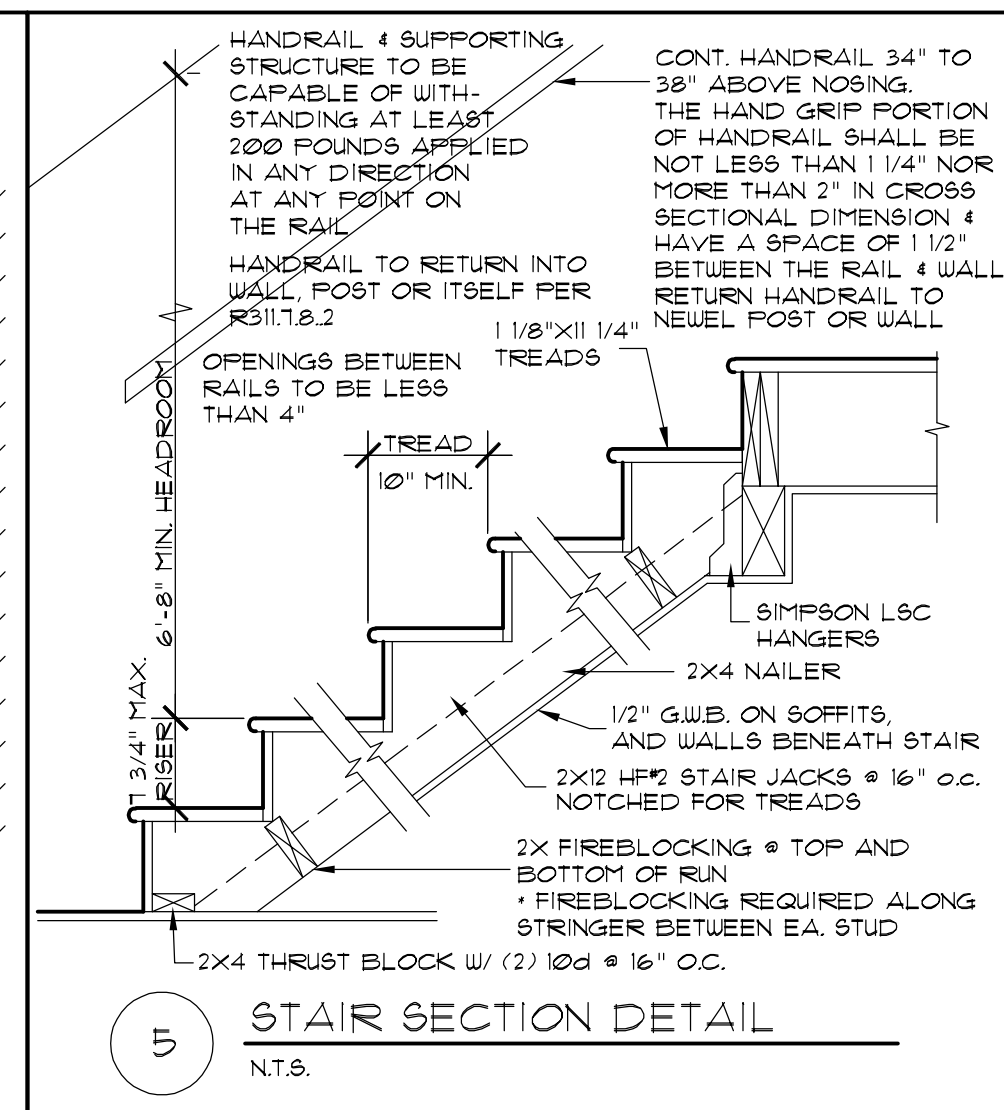 HANDRAIL & SUPPORTING
STRUCTURE TO BE
CAPABLE OF WITH-
STANDING AT LEAST
200 POUNDS APPLIED
IN ANY DIRECTION
AT ANY POINT ON
THE RAIL
HANDRAIL TO RETURN INTO
WALL, POST OR ITSELF PER
R311.7.8.2
CONT. HANDRAIL 34" TO
38" ABOVE NOSING.
THE HAND GRIP PORTION
OF HANDRAIL SHALL BE
NOT LESS THAN 1 1/4" NOR
MORE THAN 2" IN CROSS
SECTIONAL DIMENSION &
HAVE A SPACE OF 1 1/2"
BETWEEN THE RAIL & WALL
RETURN HANDRAIL TO
NEWEL POST OR WALL
OPENINGS BETWEEN
RAILS TO BE LESS
THAN 4"
1 1/8"X11 1/4"
TREADS
TREAD
10" MIN.
6'-8" MIN. HEADROOM
7 3/4" MAX.
RISER
SIMPSON LSC
HANGERS
2X4 NAILER
1/2" G.W.B. ON SOFFITS,
AND WALLS BENEATH STAIR
2X12 HF#2 STAIR JACKS @ 16" o.c.
NOTCHED FOR TREADS
2X FIREBLOCKING @ TOP AND
BOTTOM OF RUN
* FIREBLOCKING REQUIRED ALONG
STRINGER BETWEEN EA. STUD
2X4 THRUST BLOCK W/ (2) 10d @ 16" O.C.
5
STAIR SECTION DETAIL
N.T.S.